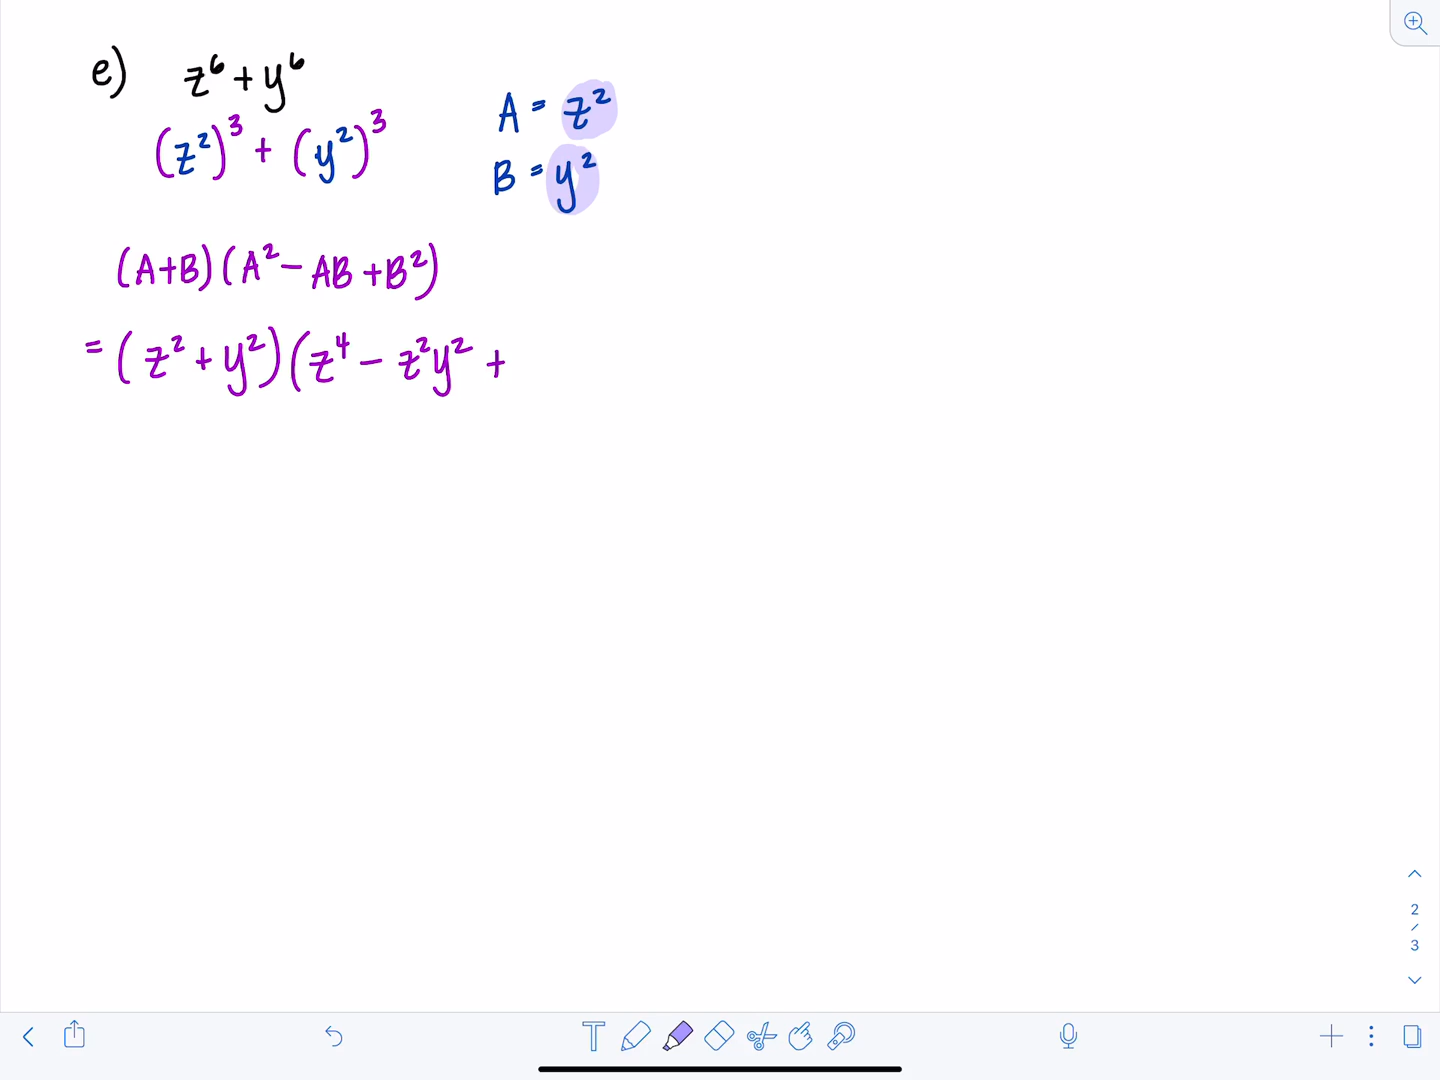 e) z⁶ + y⁶
(z²)³ + (y²)³
A = z²
B = y²
(A+B)(A² − AB + B²)
= (z² + y²)(z⁴ − z²y² +
2
/
3
T